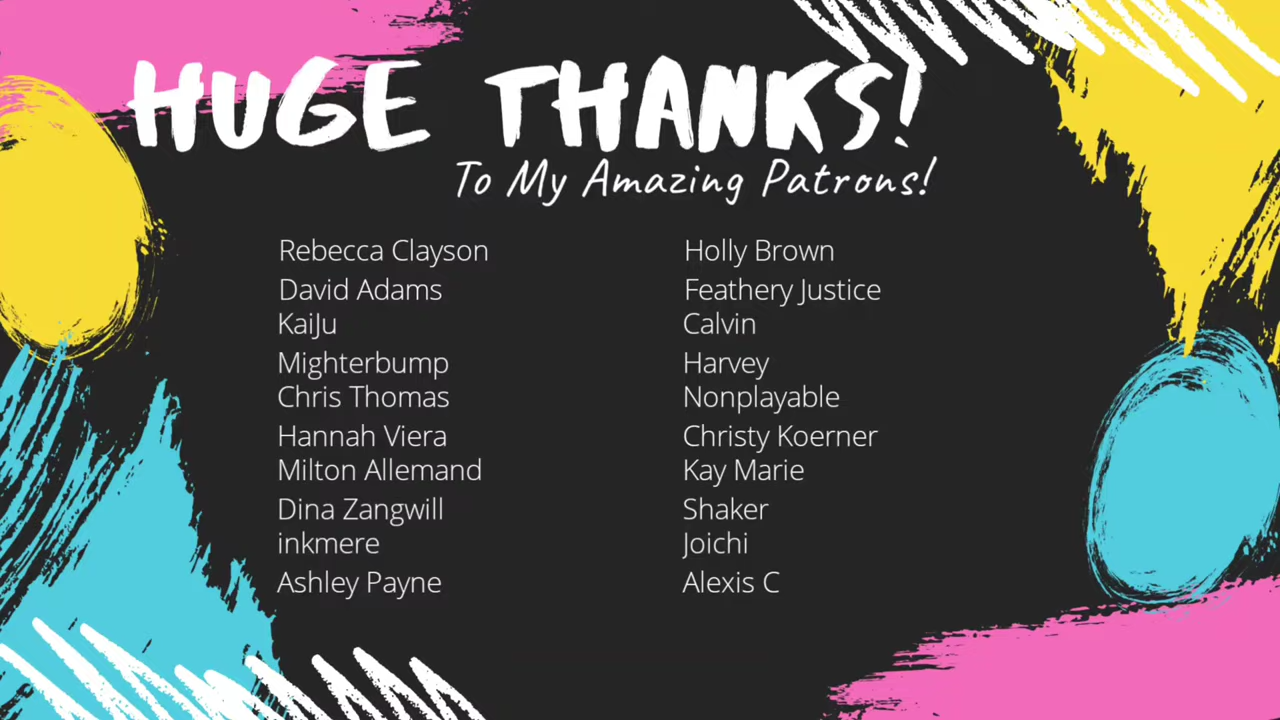 HUGE THANKS!
To My Amazing Patrons!
Rebecca Clayson
David Adams
KaiJu
Mighterbump
Chris Thomas
Hannah Viera
Milton Allemand
Dina Zangwill
inkmere
Ashley Payne
Holly Brown
Feathery Justice
Calvin
Harvey
Nonplayable
Christy Koerner
Kay Marie
Shaker
Joichi
Alexis C